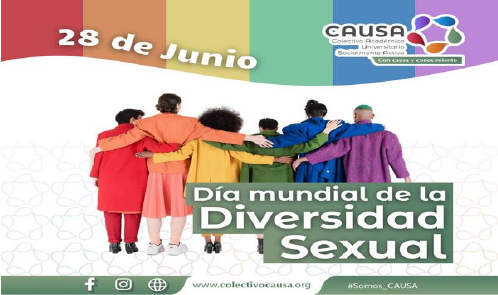 28 de Junio
CAUSA
Colectivo Académico
Universitario
Socialmente Activo
Con causa y conocimiento
Día mundial de la
Diversidad
Sexual
www.colectivocausa.org
#Somos_CAUSA